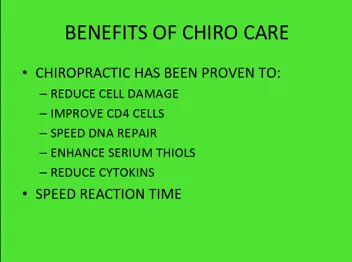 BENEFITS OF CHIRO CARE
• CHIROPRACTIC HAS BEEN PROVEN TO:
– REDUCE CELL DAMAGE
– IMPROVE CD4 CELLS
– SPEED DNA REPAIR
– ENHANCE SERIUM THIOLS
– REDUCE CYTOKINS
• SPEED REACTION TIME